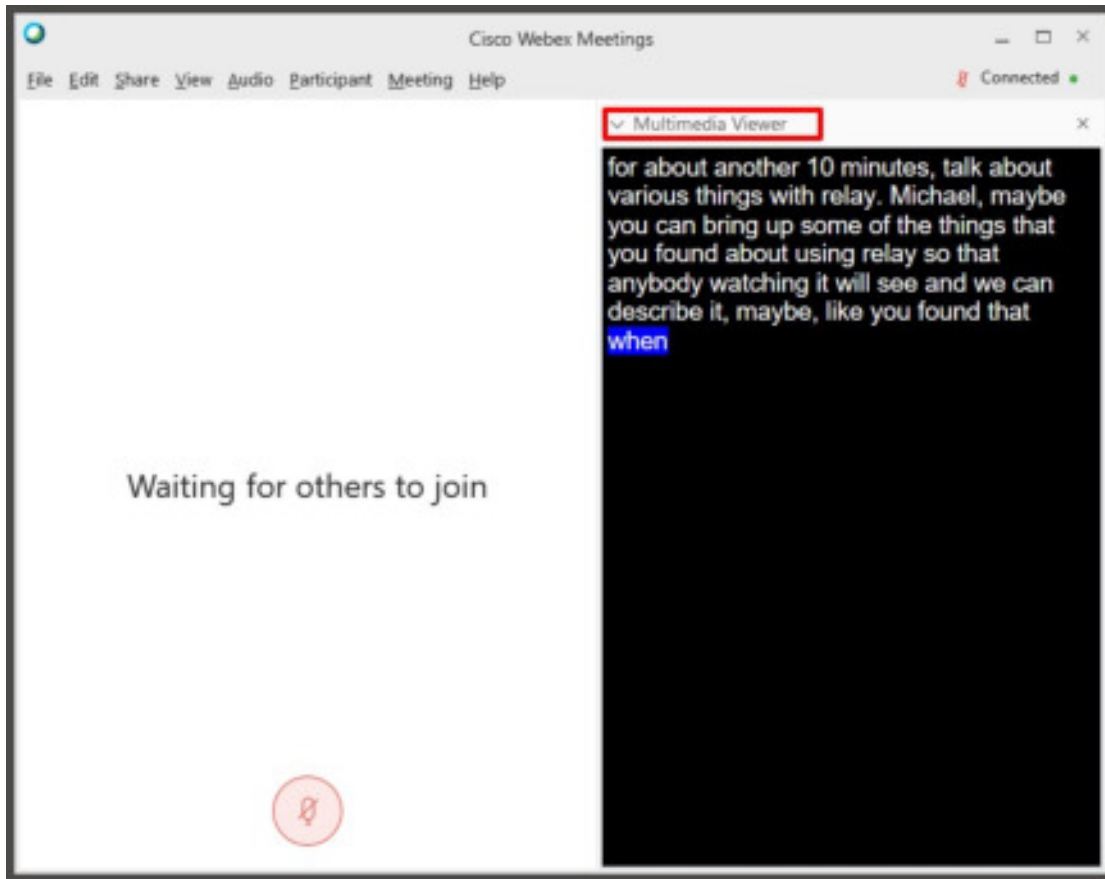 Cisco Webex Meetings
File Edit Share View Audio Participant Meeting Help
Connected
Multimedia Viewer
for about another 10 minutes, talk about
various things with relay. Michael, maybe
you can bring up some of the things that
you found about using relay so that
anybody watching it will see and we can
describe it, maybe, like you found that
when
Waiting for others to join